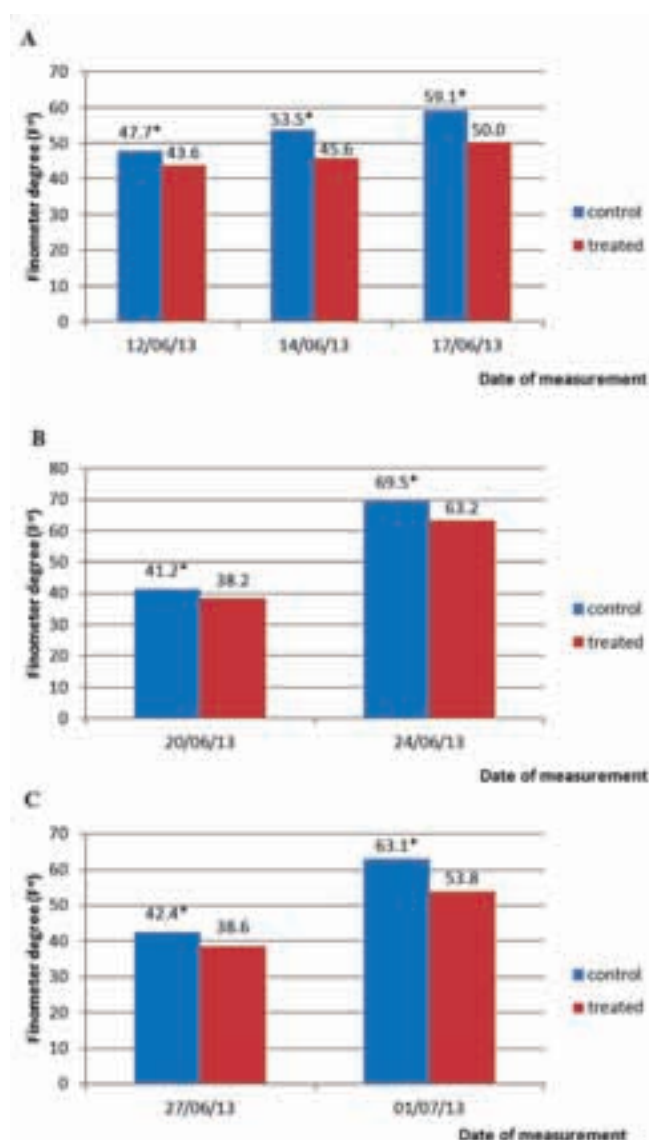 A
Finometer degree (F°)
70
60
50
40
30
20
10
0
47.7*
43.6
53.5*
45.6
59.1*
50.0
control
treated
12/06/13 14/06/13 17/06/13
Date of measurement
B
Finometer degree (F°)
80
70
60
50
40
30
20
10
0
41.2*
38.2
69.5*
63.2
control
treated
20/06/13 24/06/13
Date of measurement
C
Finometer degree (F°)
70
60
50
40
30
20
10
0
42.4*
38.6
63.1*
53.8
control
treated
27/06/13 01/07/13
Date of measurement